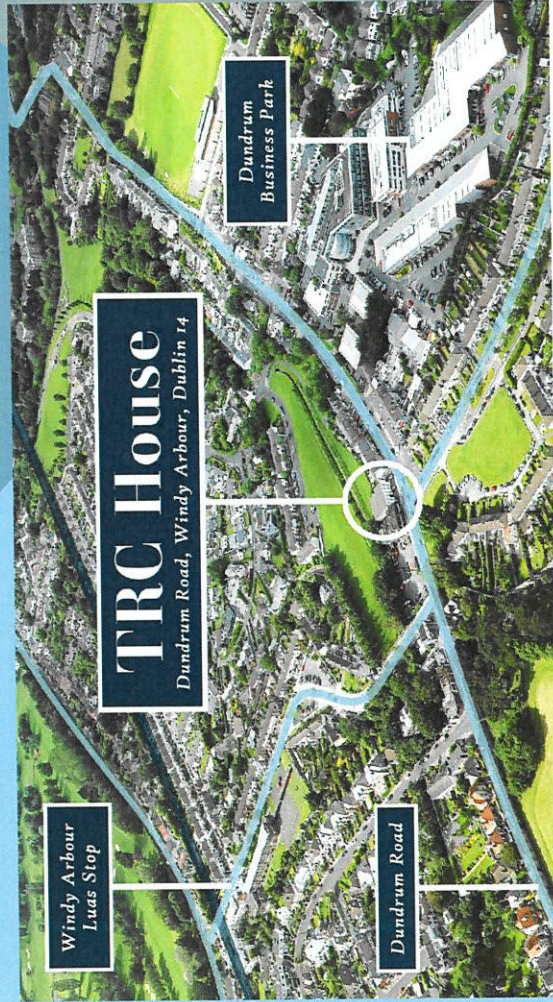 Windy Arbour
Luas Stop
TRC House
Dundrum Road, Windy Arbour, Dublin 14
Dundrum
Business Park
Dundrum Road